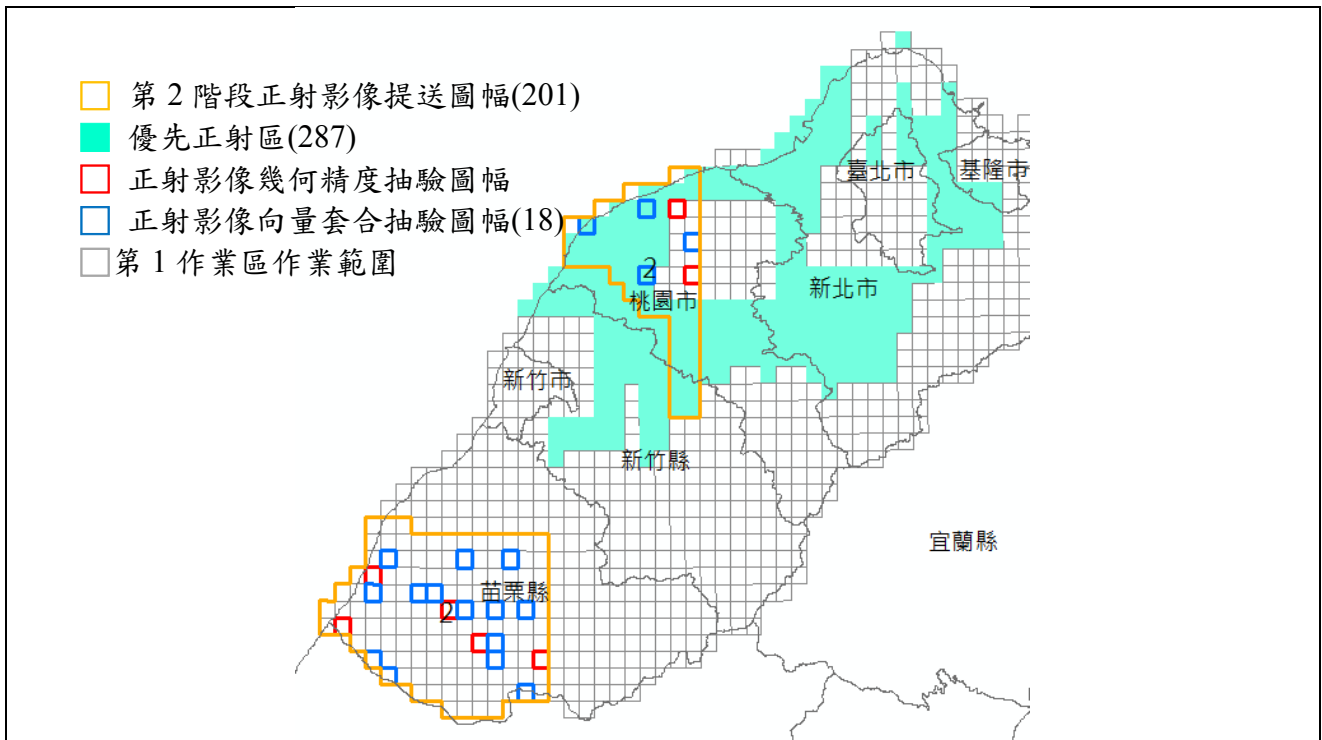 第 2 階段正射影像提送圖幅(201)
優先正射區(287)
正射影像幾何精度抽驗圖幅
正射影像向量套合抽驗圖幅(18)
第 1 作業區作業範圍
臺北市
基隆市
2
桃園市
新北市
新竹市
新竹縣
宜蘭縣
苗栗縣
2